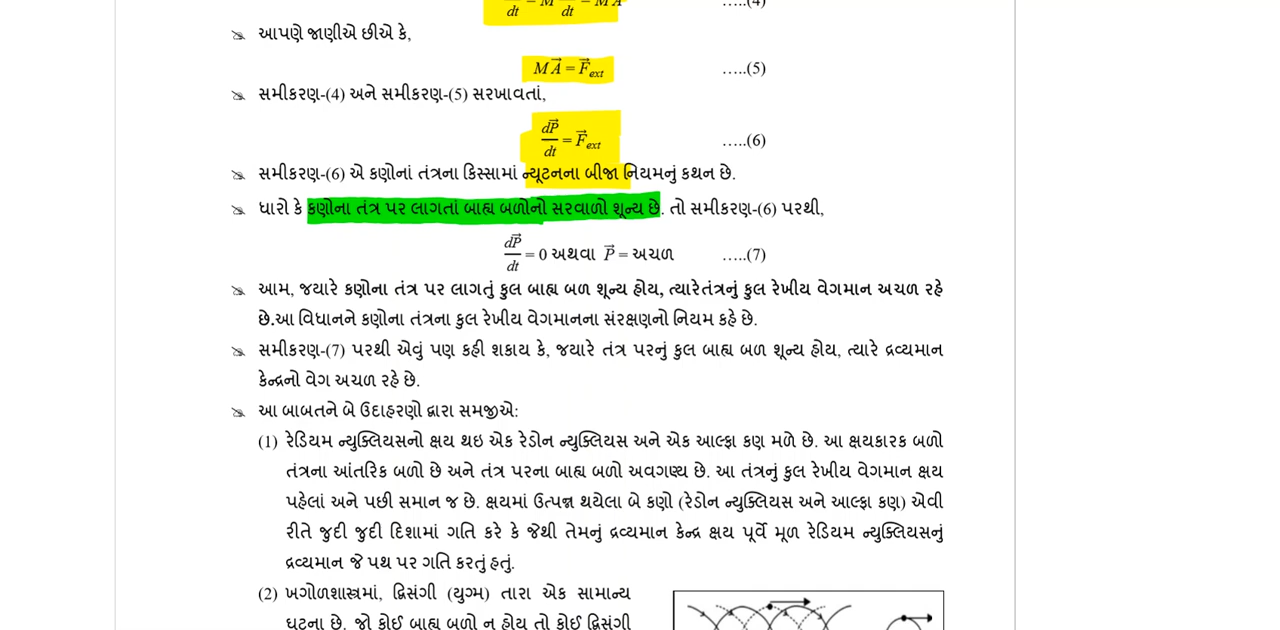 dt = M dt = M A⃗ …..(4)
આપણે જાણીએ છીએ કે,
M A⃗ = F⃗ext …..(5)
સમીકરણ-(4) અને સમીકરણ-(5) સરખાવતાં,
dP⃗/dt = F⃗ext …..(6)
સમીકરણ-(6) એ કણોનાં તંત્રના કિસ્સામાં ન્યૂટનના બીજા નિયમનું કથન છે.
ધારો કે કણોના તંત્ર પર લાગતાં બાહ્ય બળોનો સરવાળો શૂન્ય છે. તો સમીકરણ-(6) પરથી,
dP⃗/dt = 0 અથવા P⃗ = અચળ …..(7)
આમ, જયારે કણોના તંત્ર પર લાગતું કુલ બાહ્ય બળ શૂન્ય હોય, ત્યારેતંત્રનું કુલ રેખીય વેગમાન અચળ રહે
છે.આ વિધાનને કણોના તંત્રના કુલ રેખીય વેગમાનના સંરક્ષણનો નિયમ કહે છે.
સમીકરણ-(7) પરથી એવું પણ કહી શકાય કે, જયારે તંત્ર પરનું કુલ બાહ્ય બળ શૂન્ય હોય, ત્યારે દ્રવ્યમાન
કેન્દ્રનો વેગ અચળ રહે છે.
આ બાબતને બે ઉદાહરણો દ્વારા સમજીએ:
(1) રેડિયમ ન્યુક્લિયસનો ક્ષય થઇ એક રેડોન ન્યુક્લિયસ અને એક આલ્ફા કણ મળે છે. આ ક્ષયકારક બળો
તંત્રના આંતરિક બળો છે અને તંત્ર પરના બાહ્ય બળો અવગણ્ય છે. આ તંત્રનું કુલ રેખીય વેગમાન ક્ષય
પહેલાં અને પછી સમાન જ છે. ક્ષયમાં ઉત્પન્ન થયેલા બે કણો (રેડોન ન્યુક્લિયસ અને આલ્ફા કણ) એવી
રીતે જુદી જુદી દિશામાં ગતિ કરે કે જેથી તેમનું દ્રવ્યમાન કેન્દ્ર ક્ષય પૂર્વે મૂળ રેડિયમ ન્યુક્લિયસનું
દ્રવ્યમાન જે પથ પર ગતિ કરતું હતું.
(2) ખગોળશાસ્ત્રમાં, દ્વિસંગી (યુગ્મ) તારા એક સામાન્ય
ઘટના છે. જો કોઈ બાહ્ય બળો ન હોય તો કોઈ દ્વિસંગી